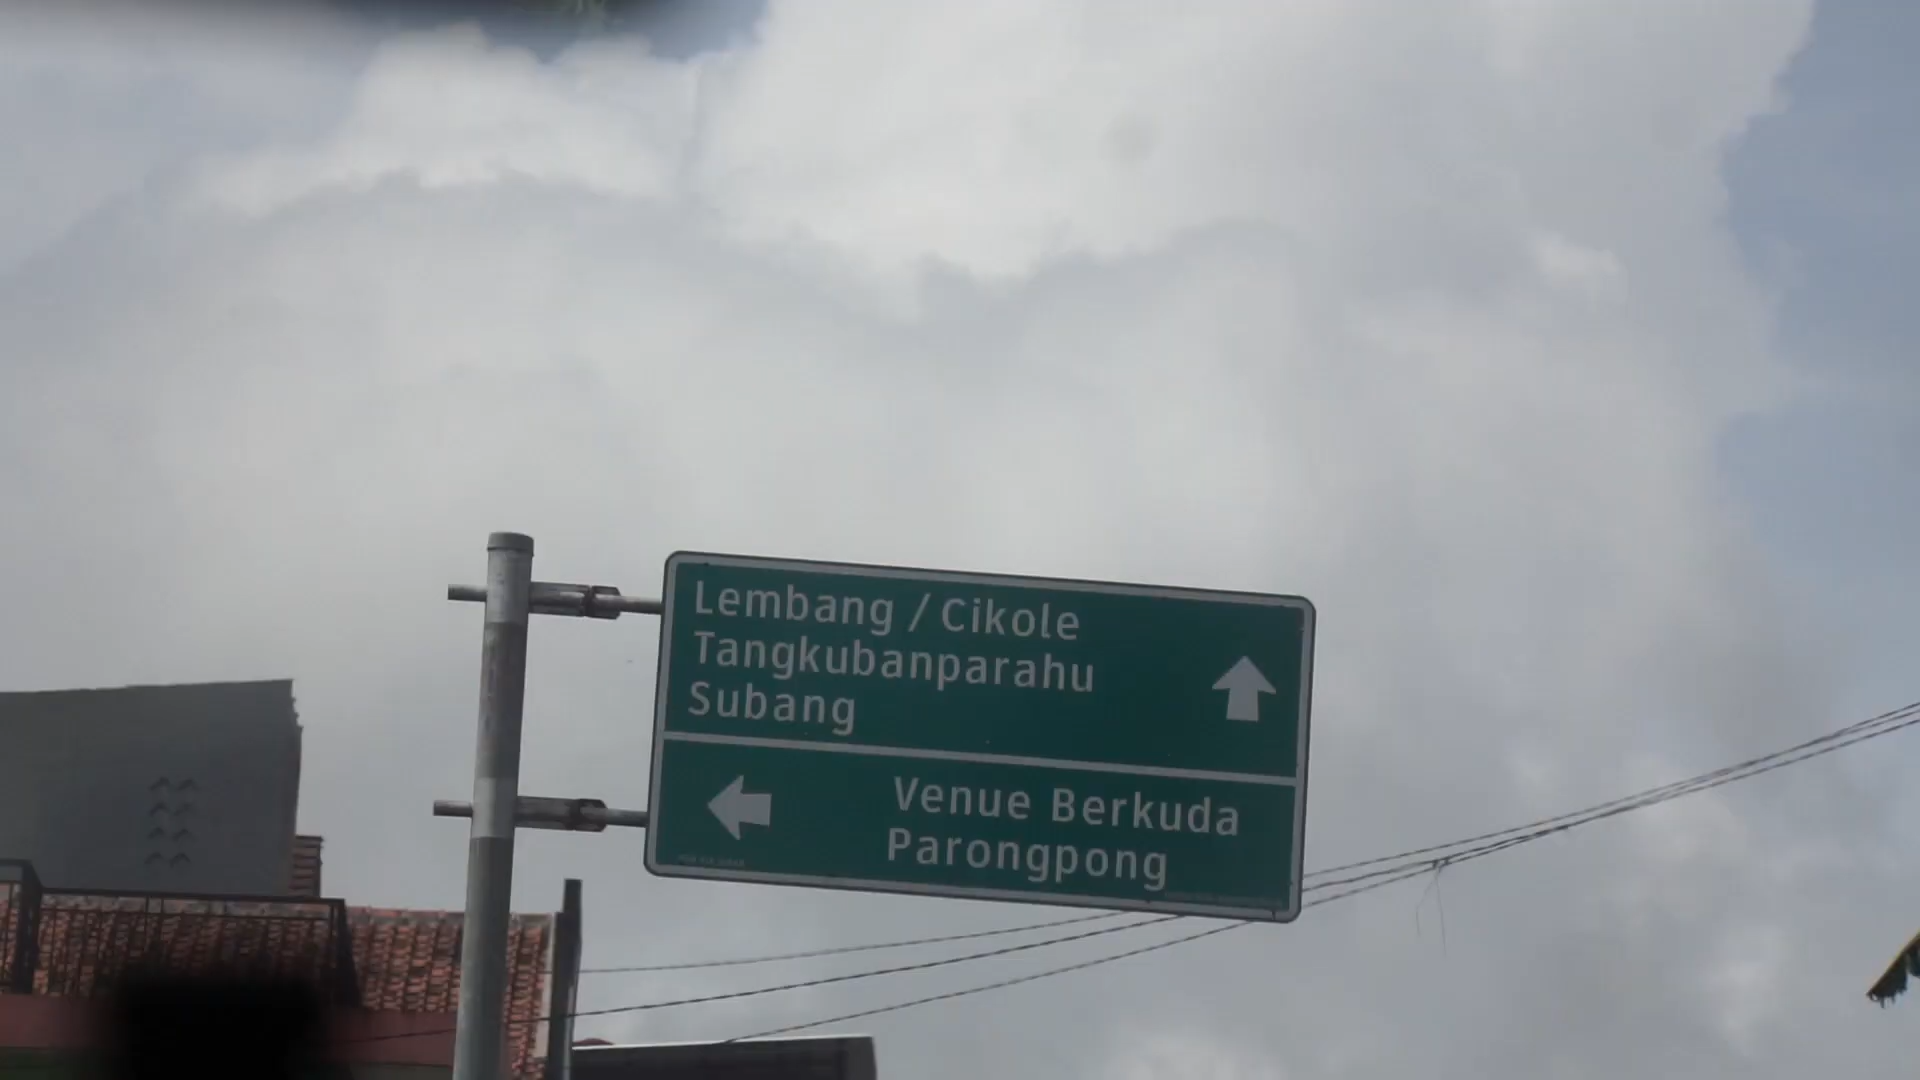 Lembang / Cikole
Tangkubanparahu
Subang
Venue Berkuda
Parongpong